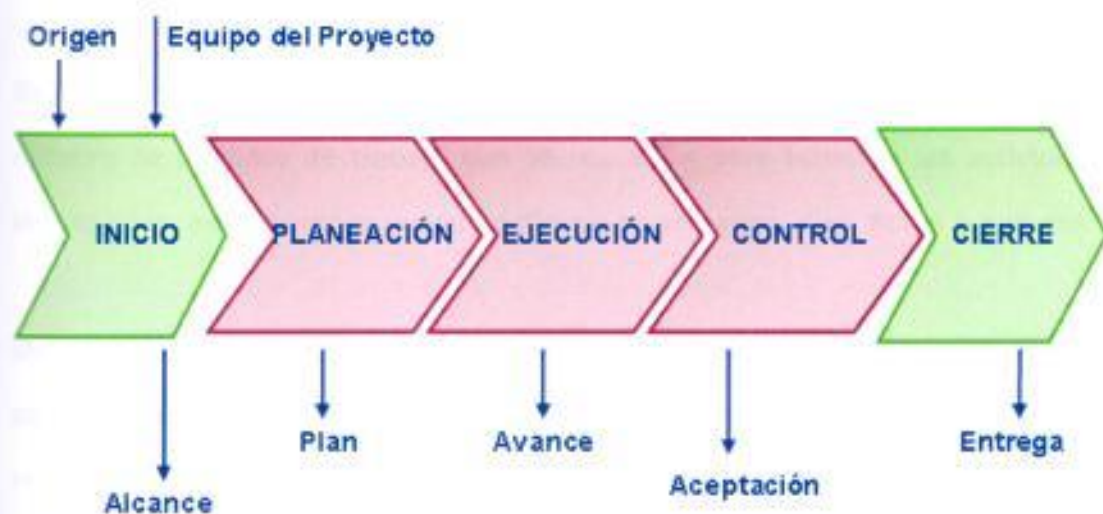 Origen
Equipo del Proyecto
INICIO
PLANEACIÓN
EJECUCIÓN
CONTROL
CIERRE
Plan
Avance
Entrega
Aceptación
Alcance